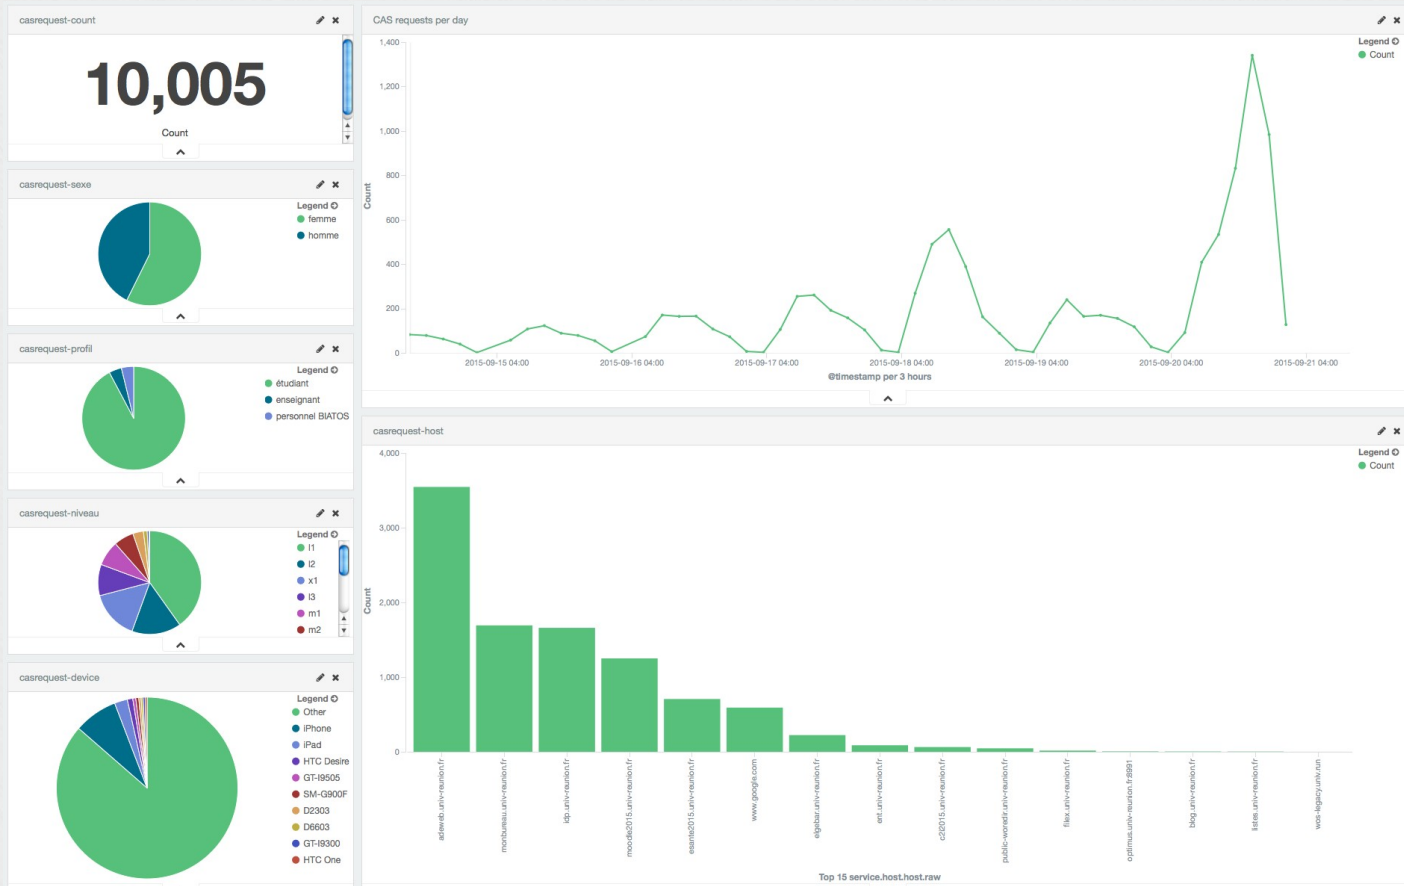 casrequest-count
10,005
Count
casrequest-sexe
Legend
femme
homme
casrequest-profil
Legend
étudiant
enseignant
personnel BIATOS
casrequest-niveau
Legend
l1
l2
x1
l3
m1
m2
casrequest-device
Legend
Other
iPhone
iPad
HTC Desire
GT-I9505
SM-G900F
D2303
D6603
GT-I9300
HTC One
CAS requests per day
Legend
Count
1,400
1,200
1,000
800
600
400
200
0
Count
2015-09-15 04:00
2015-09-16 04:00
2015-09-17 04:00
2015-09-18 04:00
2015-09-19 04:00
2015-09-20 04:00
2015-09-21 04:00
@timestamp per 3 hours
casrequest-host
Legend
Count
4,000
3,000
2,000
1,000
0
Count
adeweb.univ-reunion.fr
monbureau.univ-reunion.fr
idp.univ-reunion.fr
moodle2015.univ-reunion.fr
esante2015.univ-reunion.fr
www.google.com
elgebar.univ-reunion.fr
ent.univ-reunion.fr
c2i2015.univ-reunion.fr
public-woredir.univ-reunion.fr
filex.univ-reunion.fr
optimus.univ-reunion.fr:8991
blog.univ-reunion.fr
listes.univ-reunion.fr
wos-legacy.univ.run
Top 15 service.host.host.raw